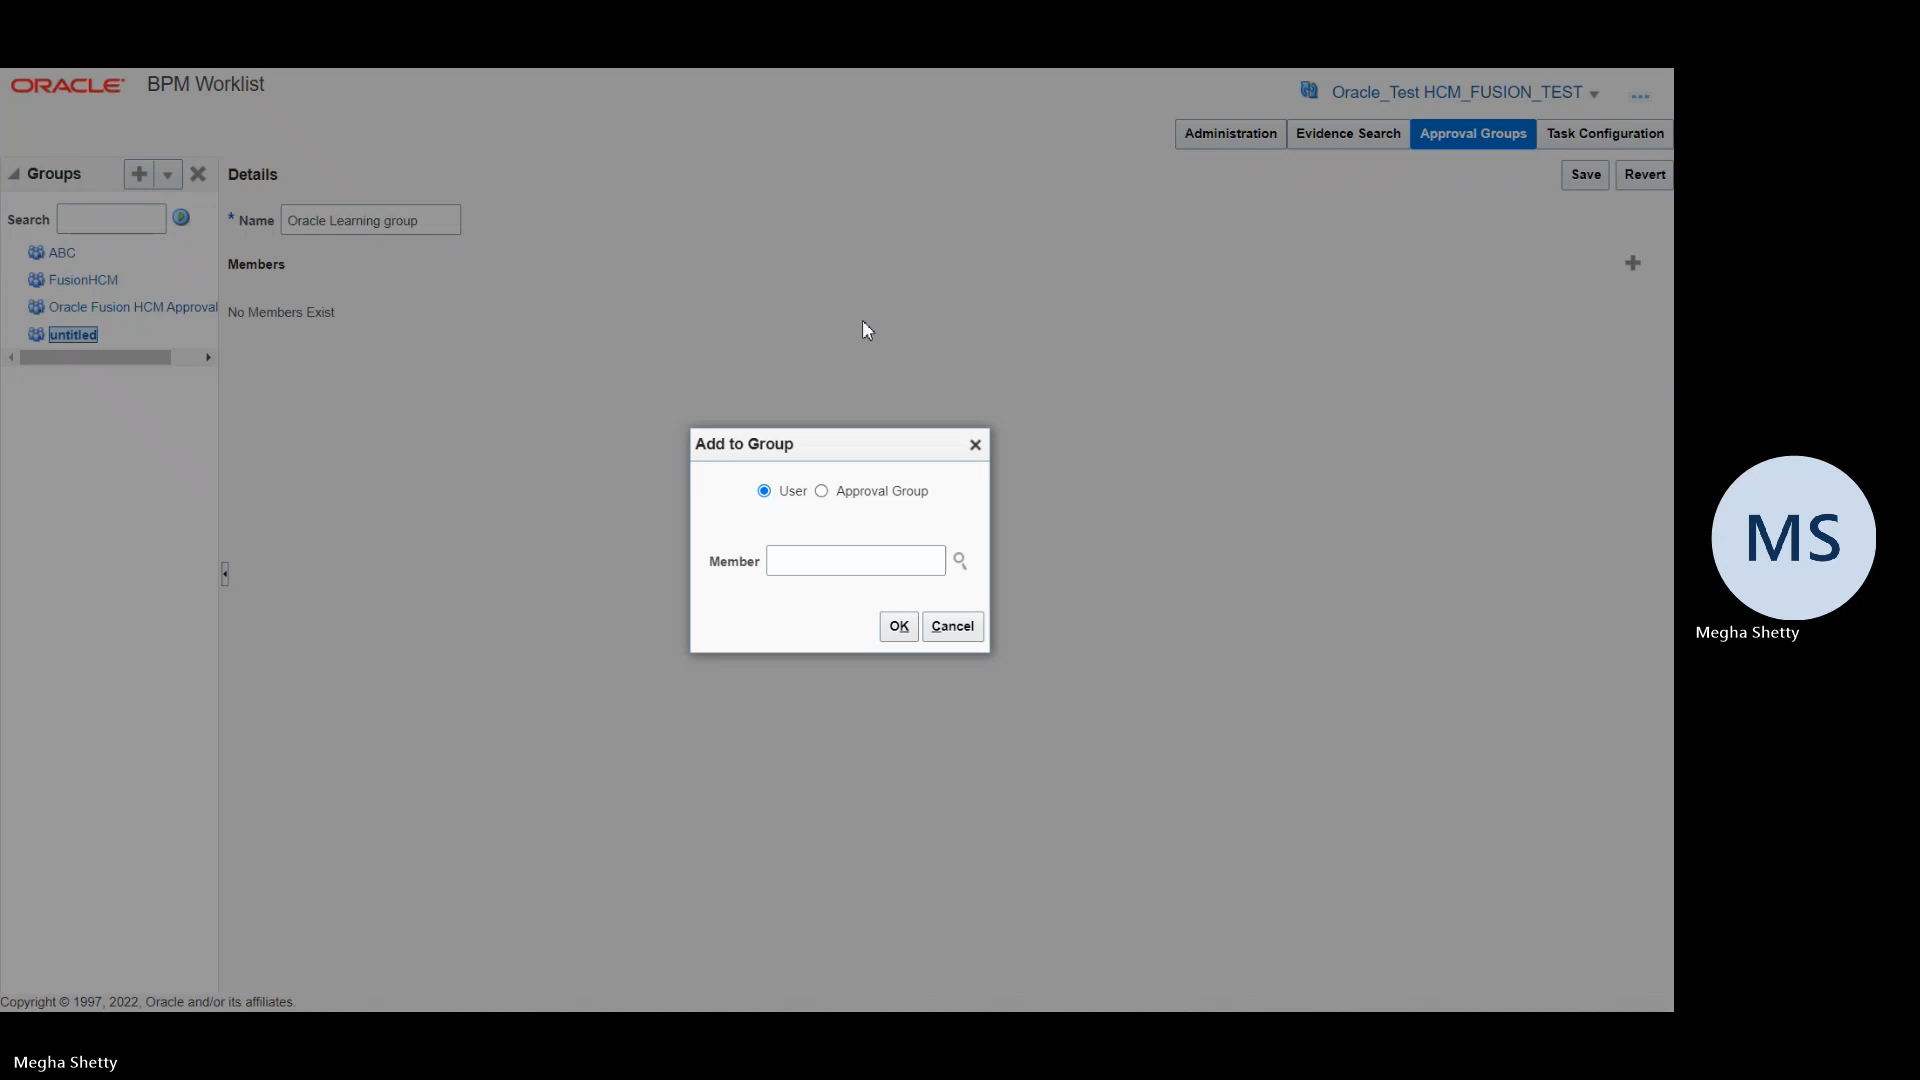 ORACLE BPM Worklist
Oracle_Test HCM_FUSION_TEST
Administration Evidence Search Approval Groups Task Configuration
Groups
Details
Save Revert
Search
* Name Oracle Learning group
ABC
FusionHCM
Members
Oracle Fusion HCM Approval
No Members Exist
untitled
Add to Group
User Approval Group
Member
OK Cancel
MS
Megha Shetty
Copyright © 1997, 2022, Oracle and/or its affiliates.
Megha Shetty